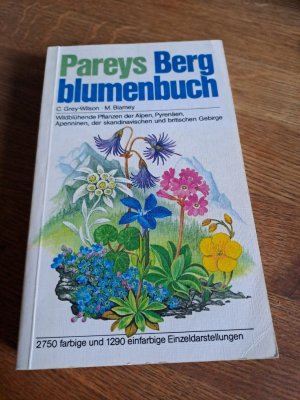 Pareys Berg
blumenbuch
C. Grey-Wilson · M. Blamey
Wildblühende Pflanzen der Alpen, Pyrenäen,
Apenninen, der skandinavischen und britischen Gebirge
2750 farbige und 1290 einfarbige Einzeldarstellungen